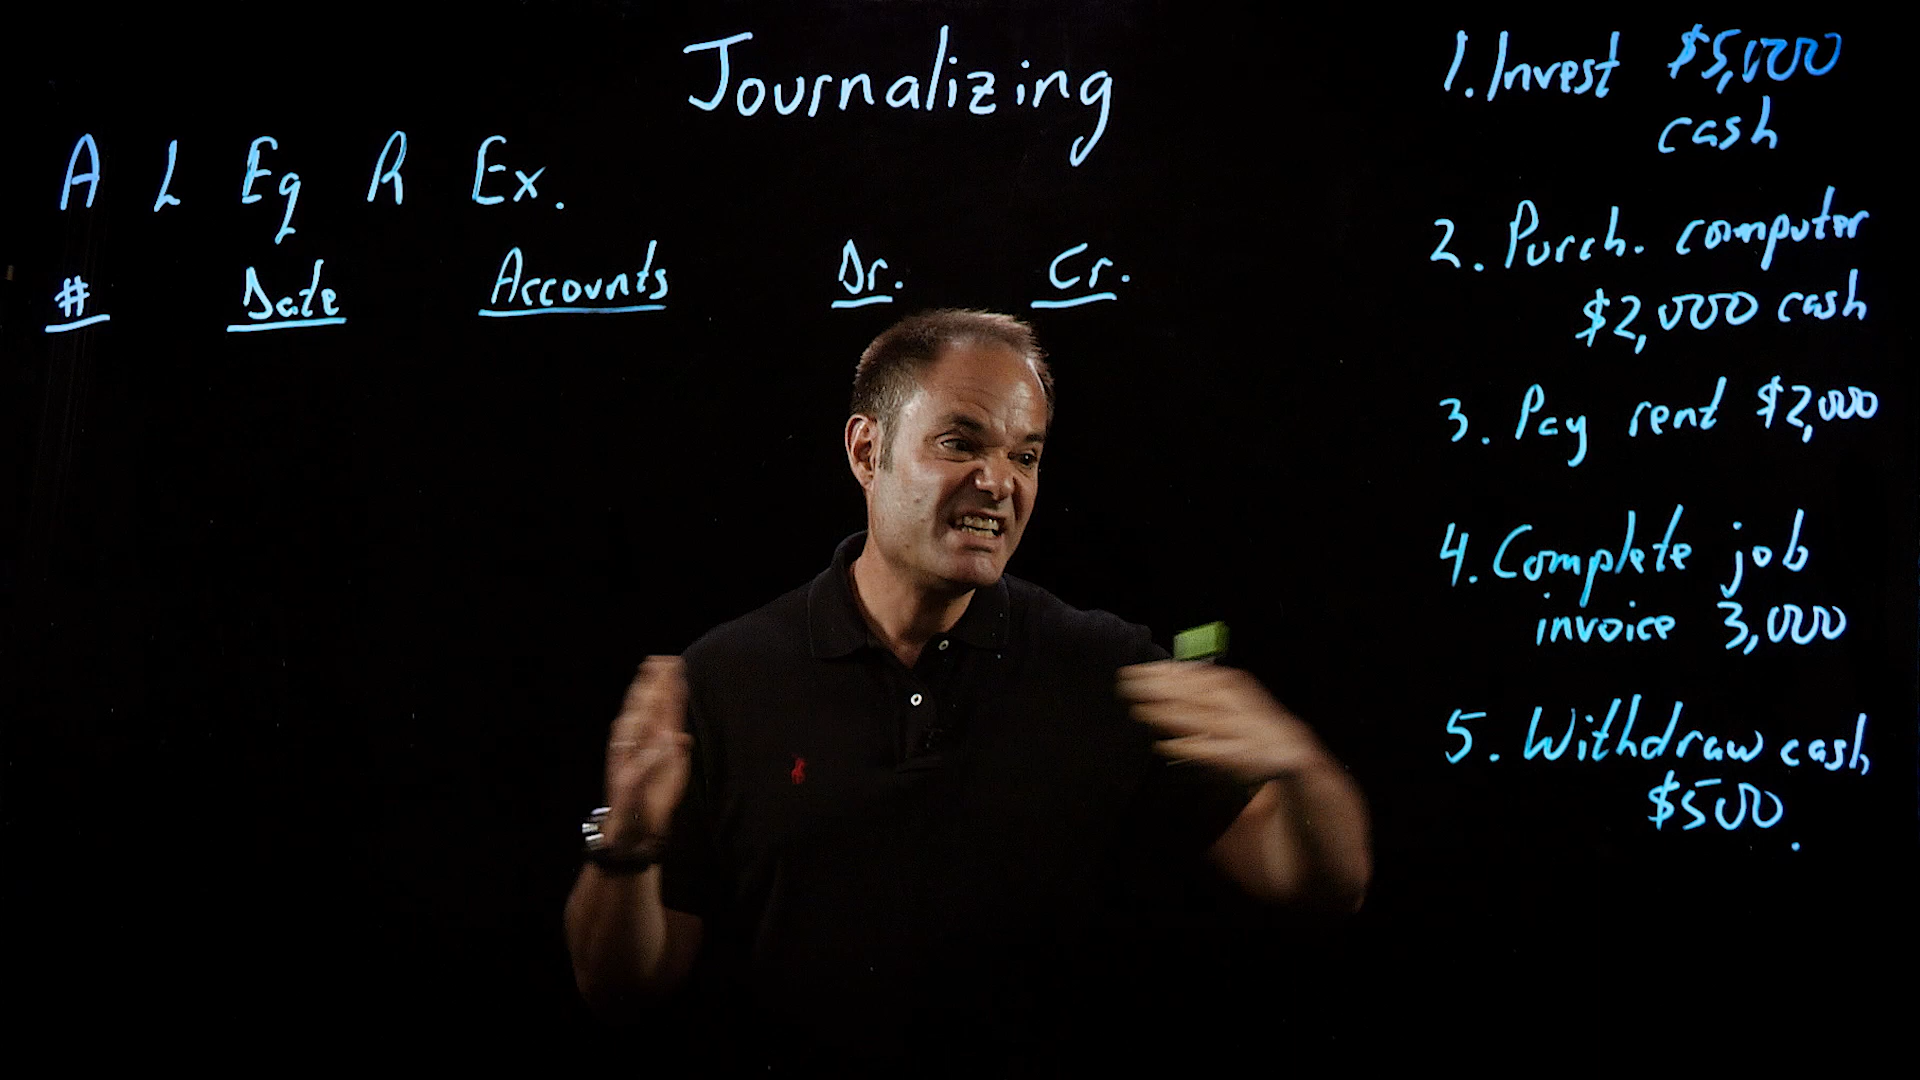 Journalizing
A L Eq R Ex.
# Date Accounts Dr. Cr.
1. Invest $5,000
cash
2. Purch. computer
$2,000 cash
3. Pay rent $2,000
4. Complete job
invoice 3,000
5. Withdraw cash
$500.